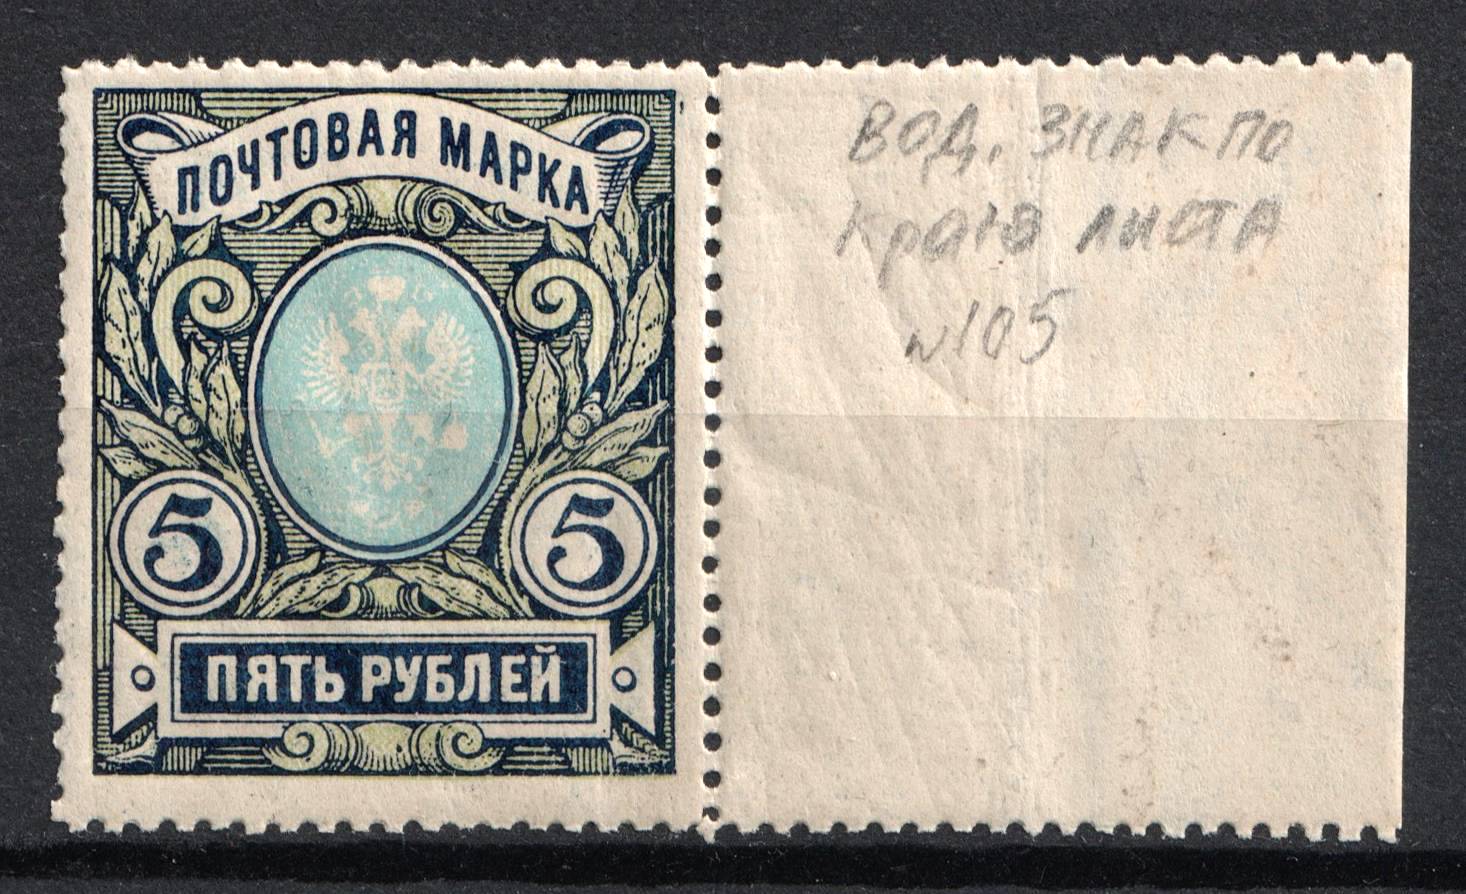 ПОЧТОВАЯ МАРКА
5 5
ПЯТЬ РУБЛЕЙ
ВОД. ЗНАК ПО
Краю ЛИСТА
№105